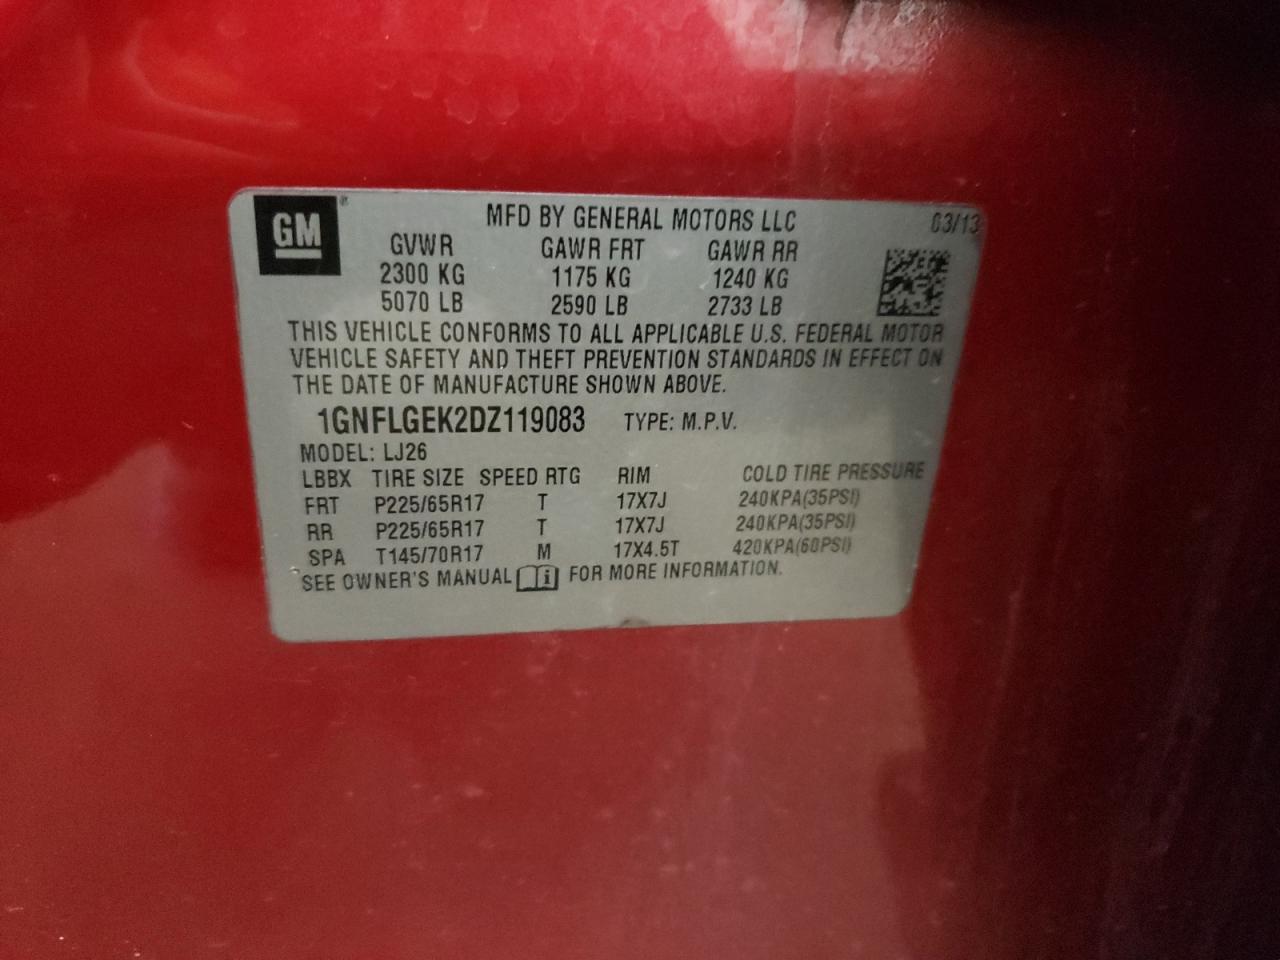 GM ®
MFD BY GENERAL MOTORS LLC 03/13
GVWR GAWR FRT GAWR RR
2300 KG 1175 KG 1240 KG
5070 LB 2590 LB 2733 LB
THIS VEHICLE CONFORMS TO ALL APPLICABLE U.S. FEDERAL MOTOR
VEHICLE SAFETY AND THEFT PREVENTION STANDARDS IN EFFECT ON
THE DATE OF MANUFACTURE SHOWN ABOVE.
1GNFLGEK2DZ119083 TYPE: M.P.V.
MODEL: LJ26
LBBX TIRE SIZE SPEED RTG RIM COLD TIRE PRESSURE
FRT P225/65R17 T 17X7J 240KPA(35PSI)
RR P225/65R17 T 17X7J 240KPA(35PSI)
SPA T145/70R17 M 17X4.5T 420KPA(60PSI)
SEE OWNER'S MANUAL i FOR MORE INFORMATION.